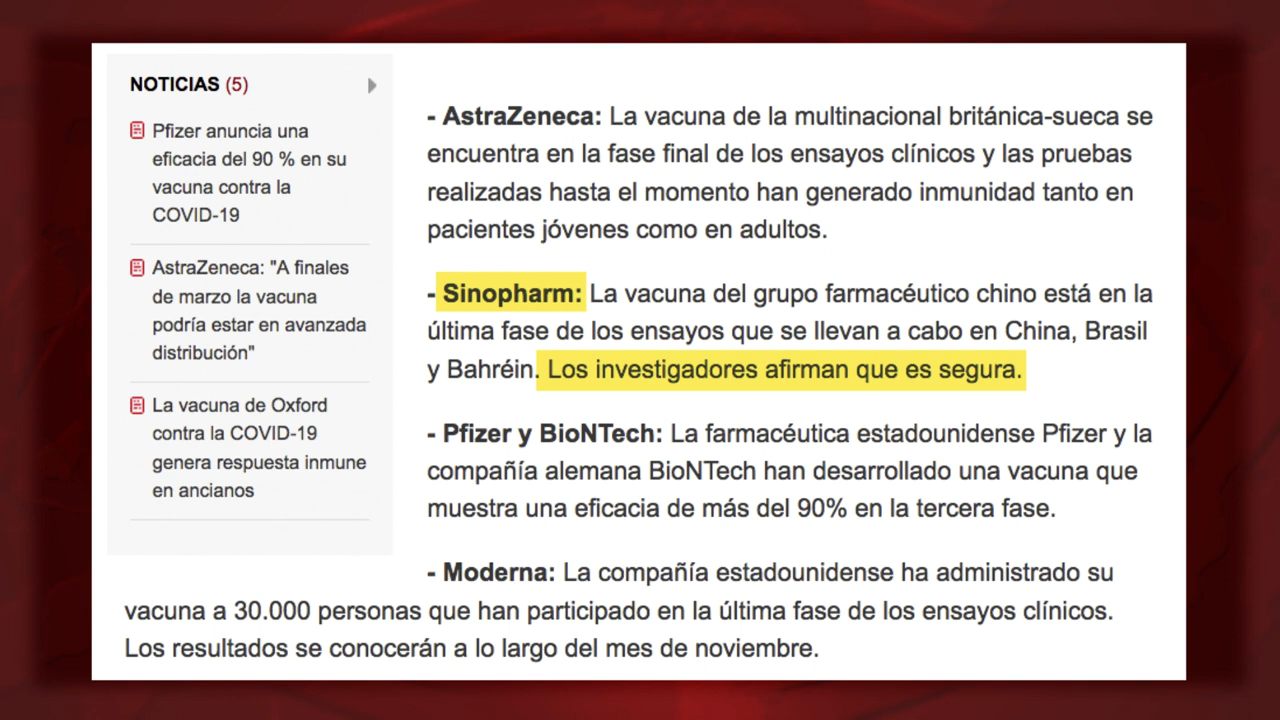 NOTICIAS (5)
Pfizer anuncia una
eficacia del 90 % en su
vacuna contra la
COVID-19
AstraZeneca: "A finales
de marzo la vacuna
podría estar en avanzada
distribución"
La vacuna de Oxford
contra la COVID-19
genera respuesta inmune
en ancianos
- AstraZeneca: La vacuna de la multinacional británica-sueca se
encuentra en la fase final de los ensayos clínicos y las pruebas
realizadas hasta el momento han generado inmunidad tanto en
pacientes jóvenes como en adultos.
- Sinopharm: La vacuna del grupo farmacéutico chino está en la
última fase de los ensayos que se llevan a cabo en China, Brasil
y Bahréin. Los investigadores afirman que es segura.
- Pfizer y BioNTech: La farmacéutica estadounidense Pfizer y la
compañía alemana BioNTech han desarrollado una vacuna que
muestra una eficacia de más del 90% en la tercera fase.
- Moderna: La compañía estadounidense ha administrado su
vacuna a 30.000 personas que han participado en la última fase de los ensayos clínicos.
Los resultados se conocerán a lo largo del mes de noviembre.